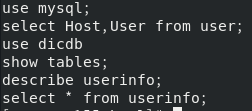 use mysql;
select Host,User from user;
use dicdb
show tables;
describe userinfo;
select * from userinfo;